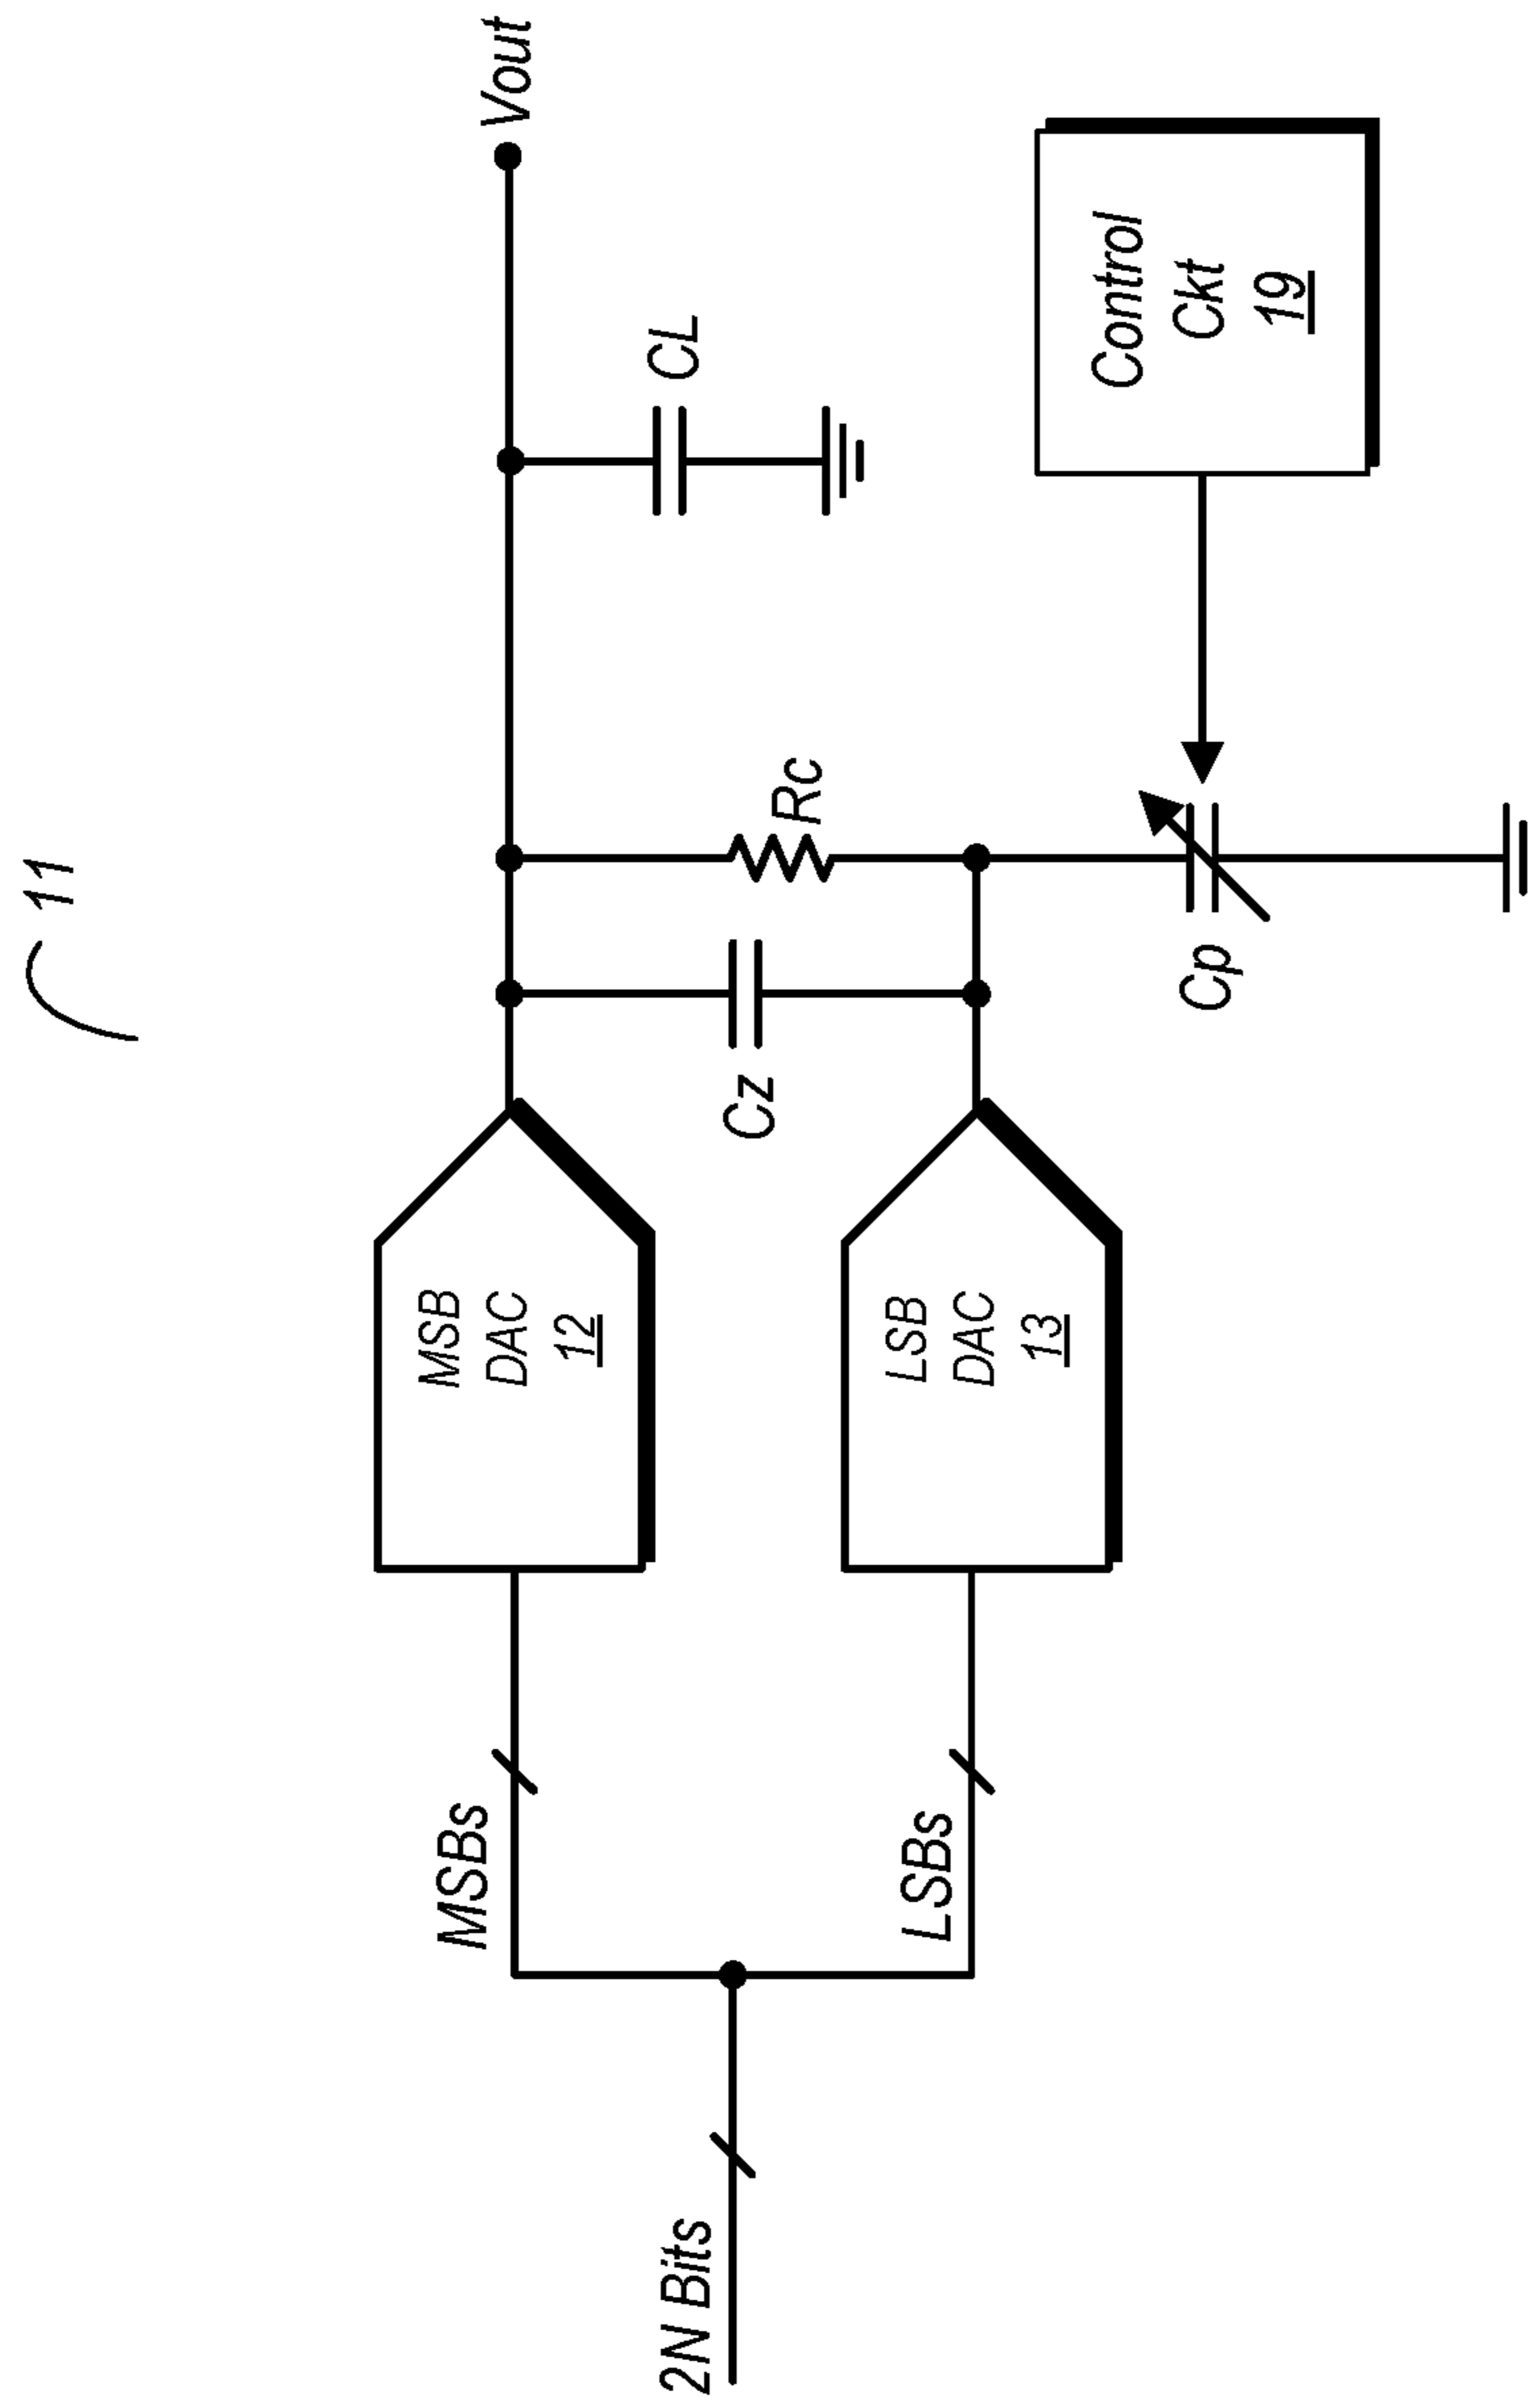 11
2N Bits
MSBs
LSBs
MSB
DAC
12
LSB
DAC
13
Cz
Rc
Cp
CL
Vout
Control
Ckt
19